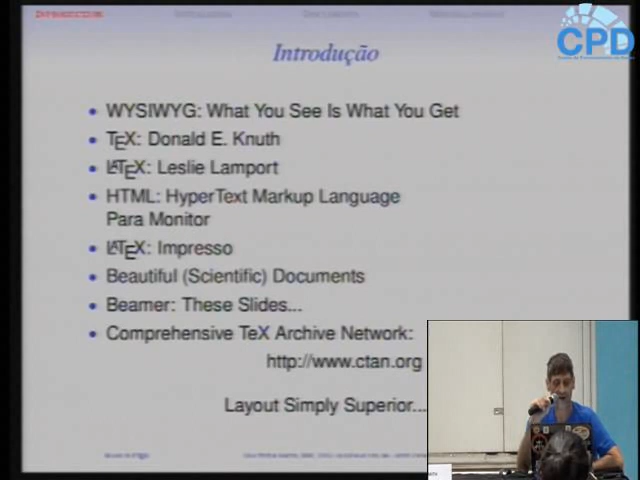 CPD
Introdução
WYSIWYG: What You See Is What You Get
TEX: Donald E. Knuth
LATEX: Leslie Lamport
HTML: HyperText Markup Language
Para Monitor
LATEX: Impresso
Beautiful (Scientific) Documents
Beamer: These Slides...
Comprehensive TeX Archive Network:
http://www.ctan.org
Layout Simply Superior...